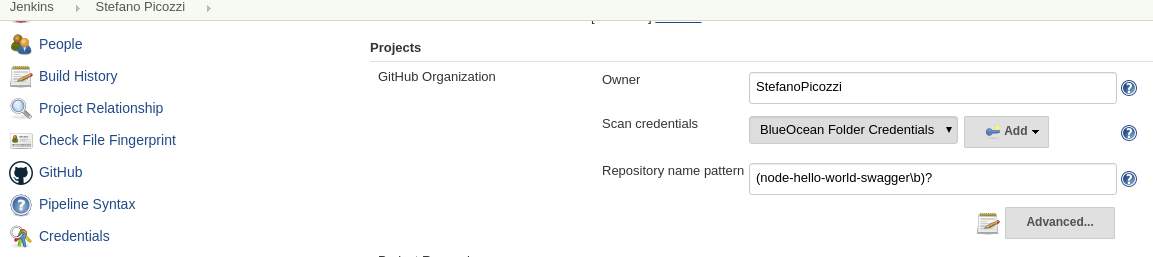 Jenkins Stefano Picozzi
People
Build History
Project Relationship
Check File Fingerprint
GitHub
Pipeline Syntax
Credentials
Projects
GitHub Organization
Owner StefanoPicozzi
Scan credentials BlueOcean Folder Credentials Add
Repository name pattern (node-hello-world-swagger\b)?
Advanced...